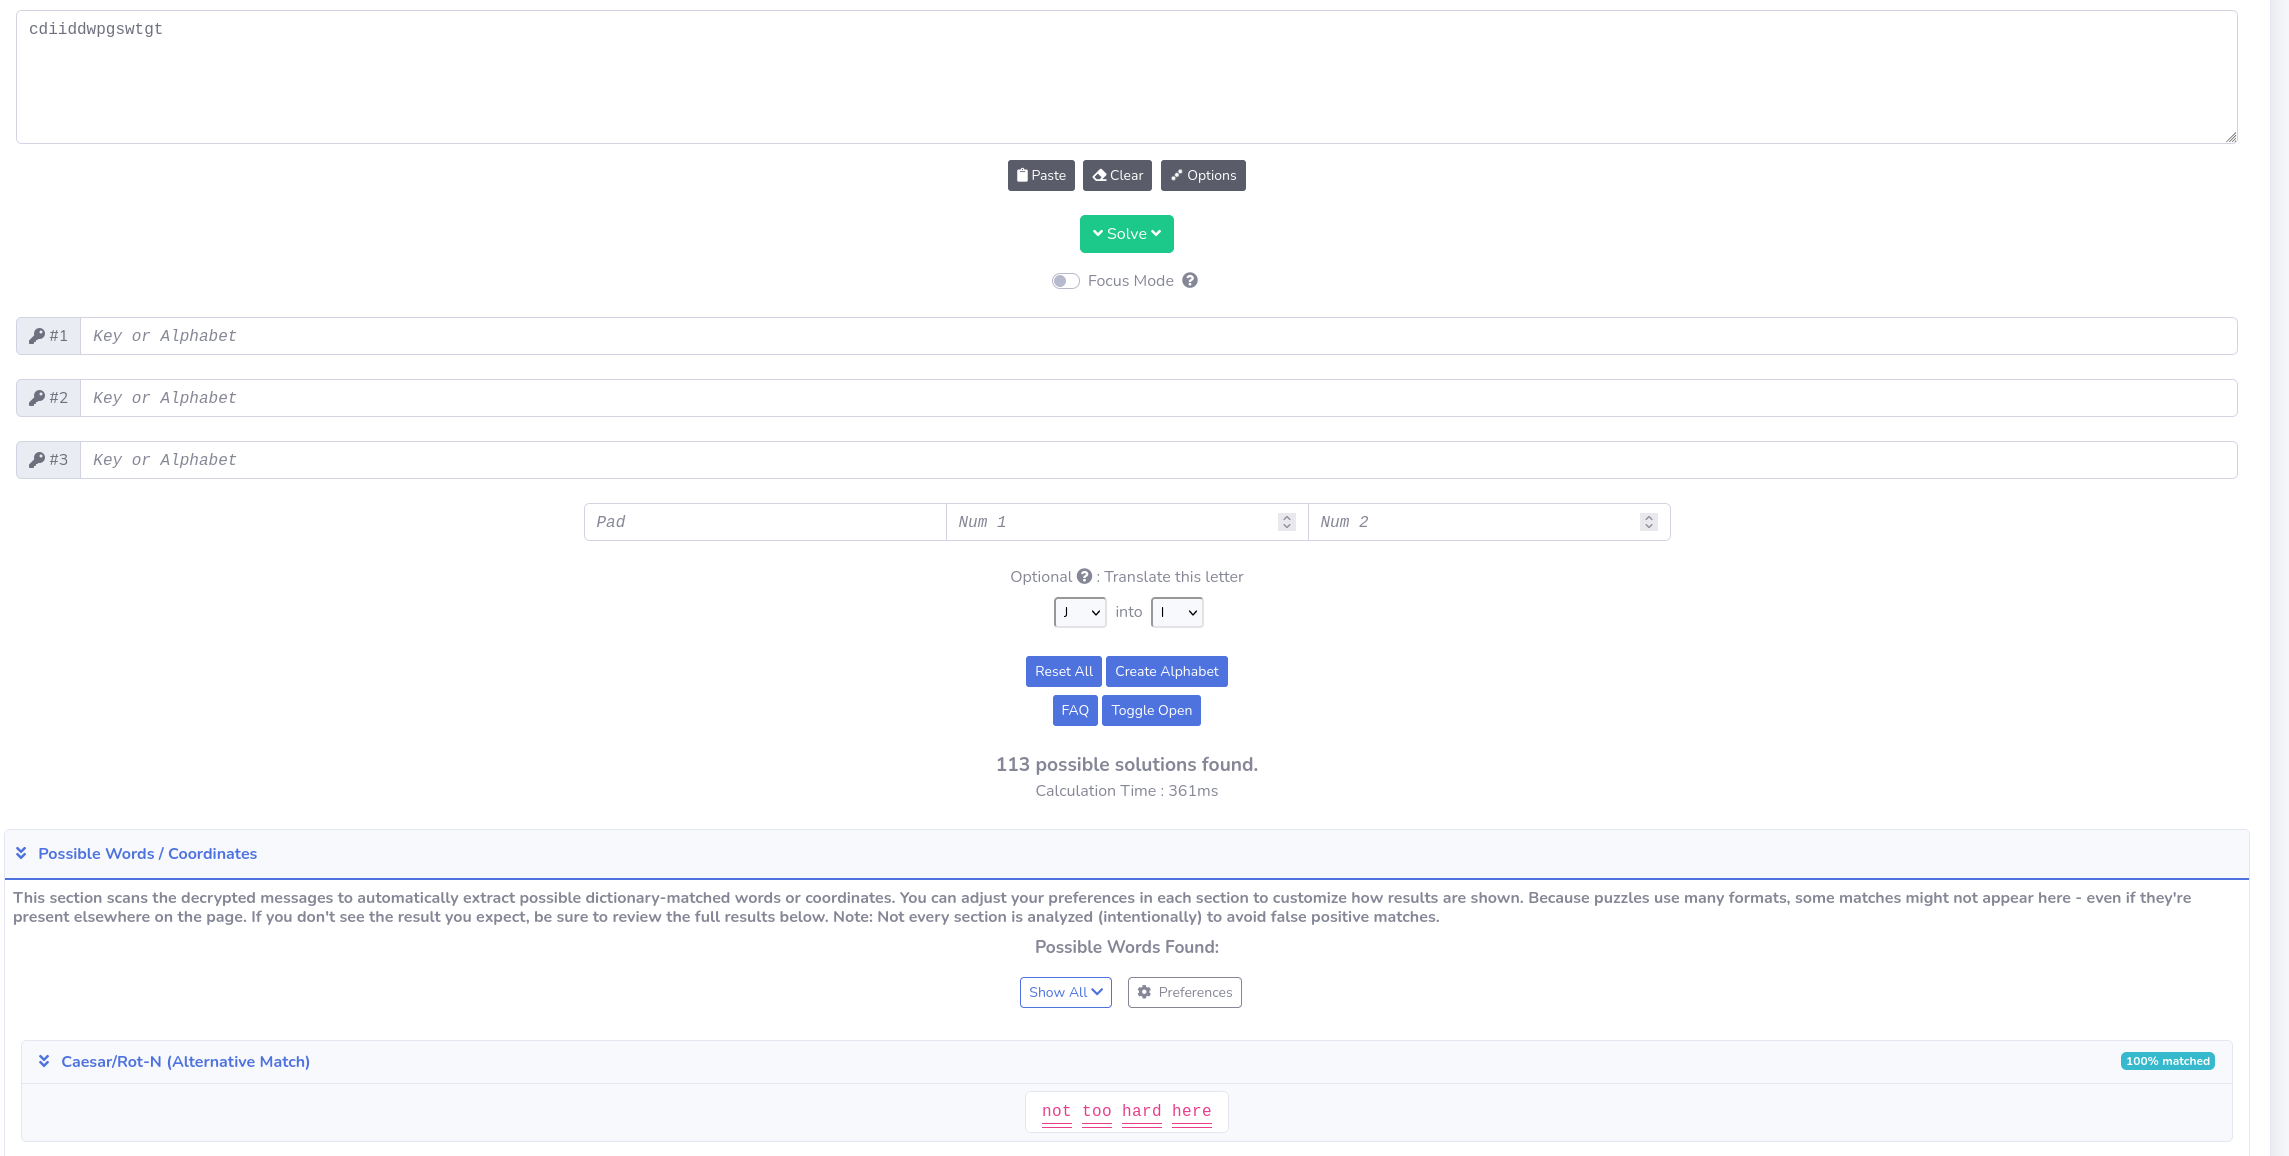 cdiiddwpgswtgt
Paste Clear Options
Solve
Focus Mode
#1 Key or Alphabet
#2 Key or Alphabet
#3 Key or Alphabet
Pad Num 1 Num 2
Optional : Translate this letter
J into I
Reset All Create Alphabet
FAQ Toggle Open
113 possible solutions found.
Calculation Time : 361ms
Possible Words / Coordinates
This section scans the decrypted messages to automatically extract possible dictionary-matched words or coordinates. You can adjust your preferences in each section to customize how results are shown. Because puzzles use many formats, some matches might not appear here - even if they're
present elsewhere on the page. If you don't see the result you expect, be sure to review the full results below. Note: Not every section is analyzed (intentionally) to avoid false positive matches.
Possible Words Found:
Show All Preferences
Caesar/Rot-N (Alternative Match) 100% matched
not too hard here